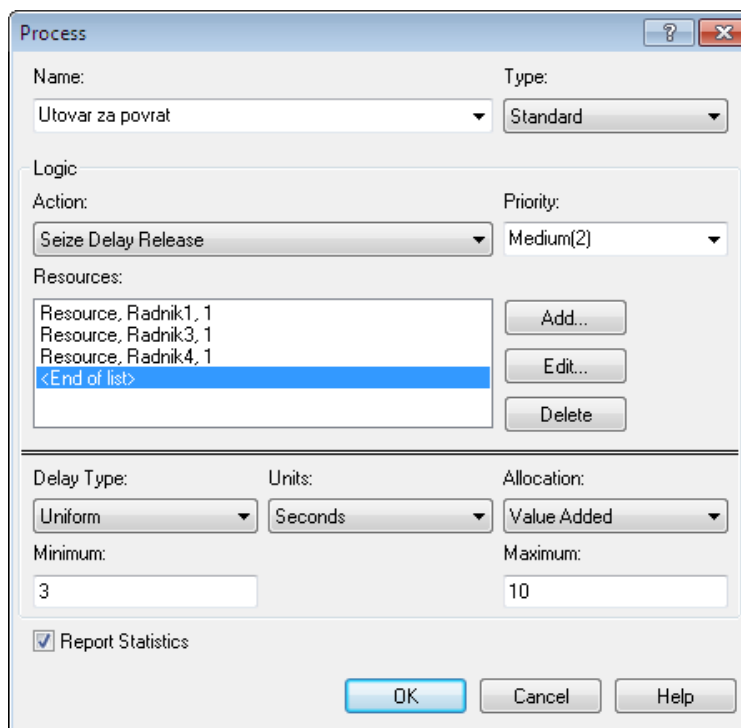 Process
Name: Type:
Utovar za povrat Standard
Logic
Action: Priority:
Seize Delay Release Medium(2)
Resources:
Resource, Radnik1, 1
Resource, Radnik3, 1
Resource, Radnik4, 1
<End of list>
Add...
Edit...
Delete
Delay Type: Units: Allocation:
Uniform Seconds Value Added
Minimum: Maximum:
3 10
Report Statistics
OK Cancel Help